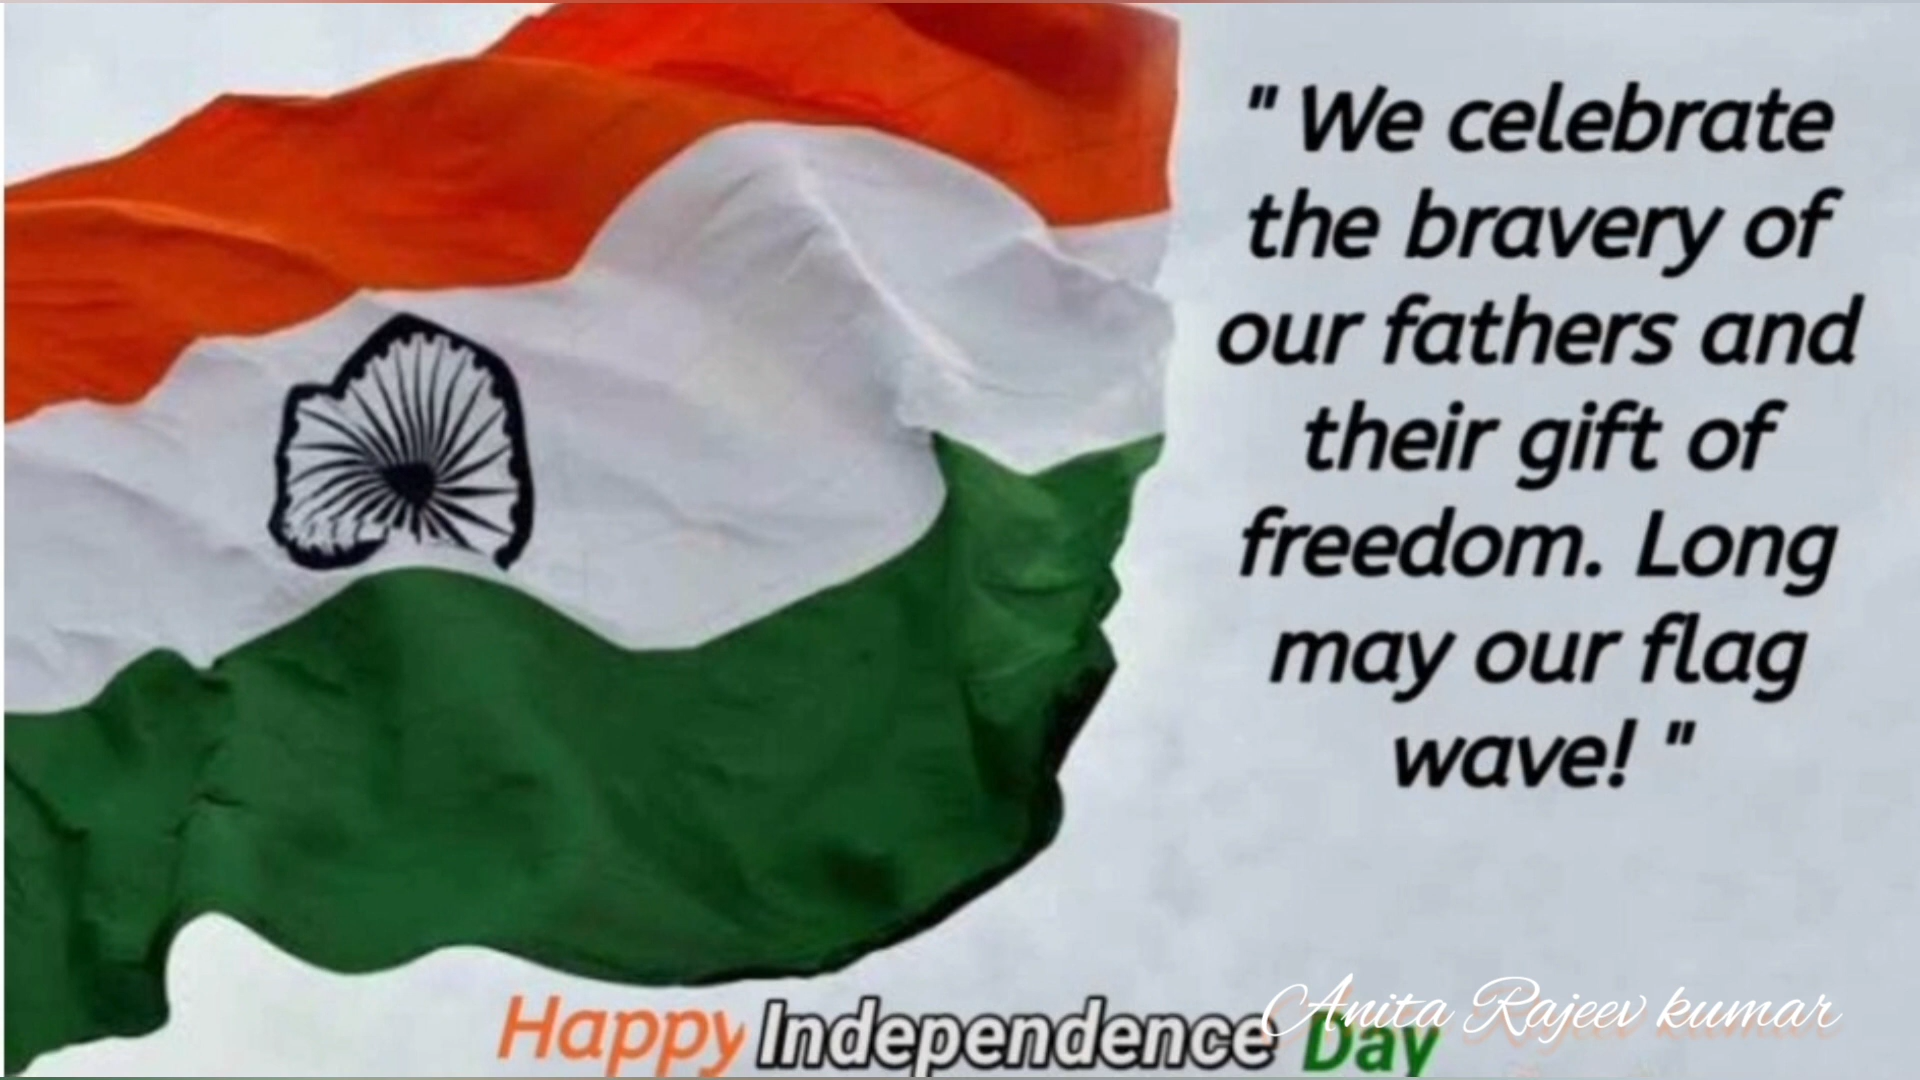 " We celebrate
the bravery of
our fathers and
their gift of
freedom. Long
may our flag
wave! "
Happy Independence Day
Anita Rajeev kumar